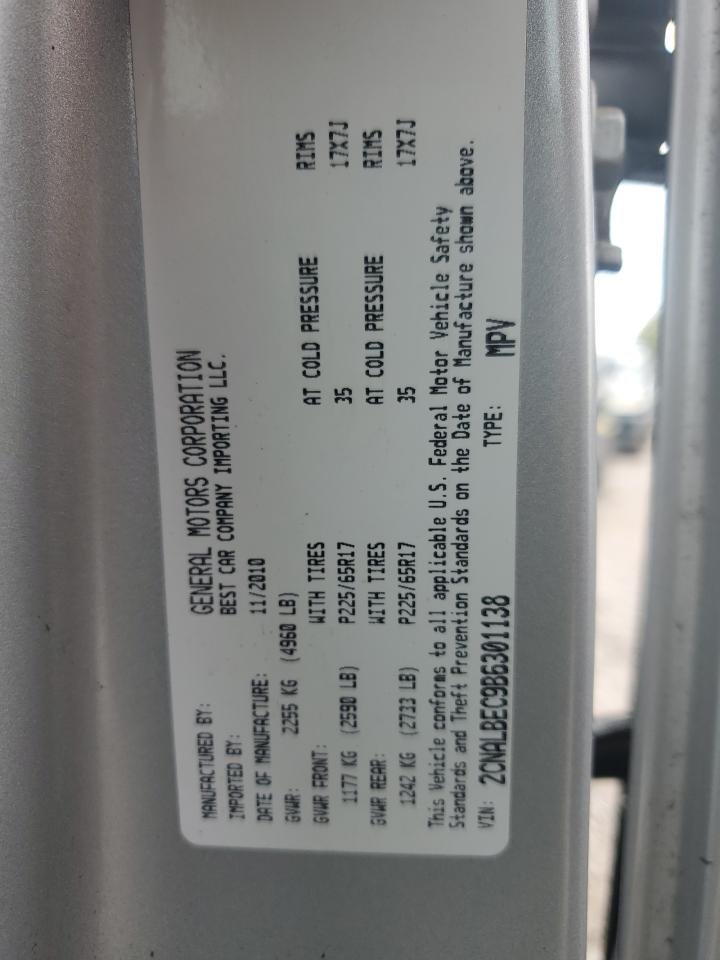 MANUFACTURED BY: GENERAL MOTORS CORPORATION
IMPORTED BY: BEST CAR COMPANY IMPORTING LLC.
DATE OF MANUFACTURE: 11/2010
GVWR: 2255 KG (4960 LB)
GVWR FRONT: WITH TIRES AT COLD PRESSURE RIMS
1177 KG (2590 LB) P225/65R17 35 17X7J
GVWR REAR: WITH TIRES AT COLD PRESSURE RIMS
1242 KG (2733 LB) P225/65R17 35 17X7J
This Vehicle conforms to all applicable U.S. Federal Motor Vehicle Safety
Standards and Theft Prevention Standards on the Date of Manufacture shown above.
VIN: 2CNALBEC9B6301138 TYPE: MPV